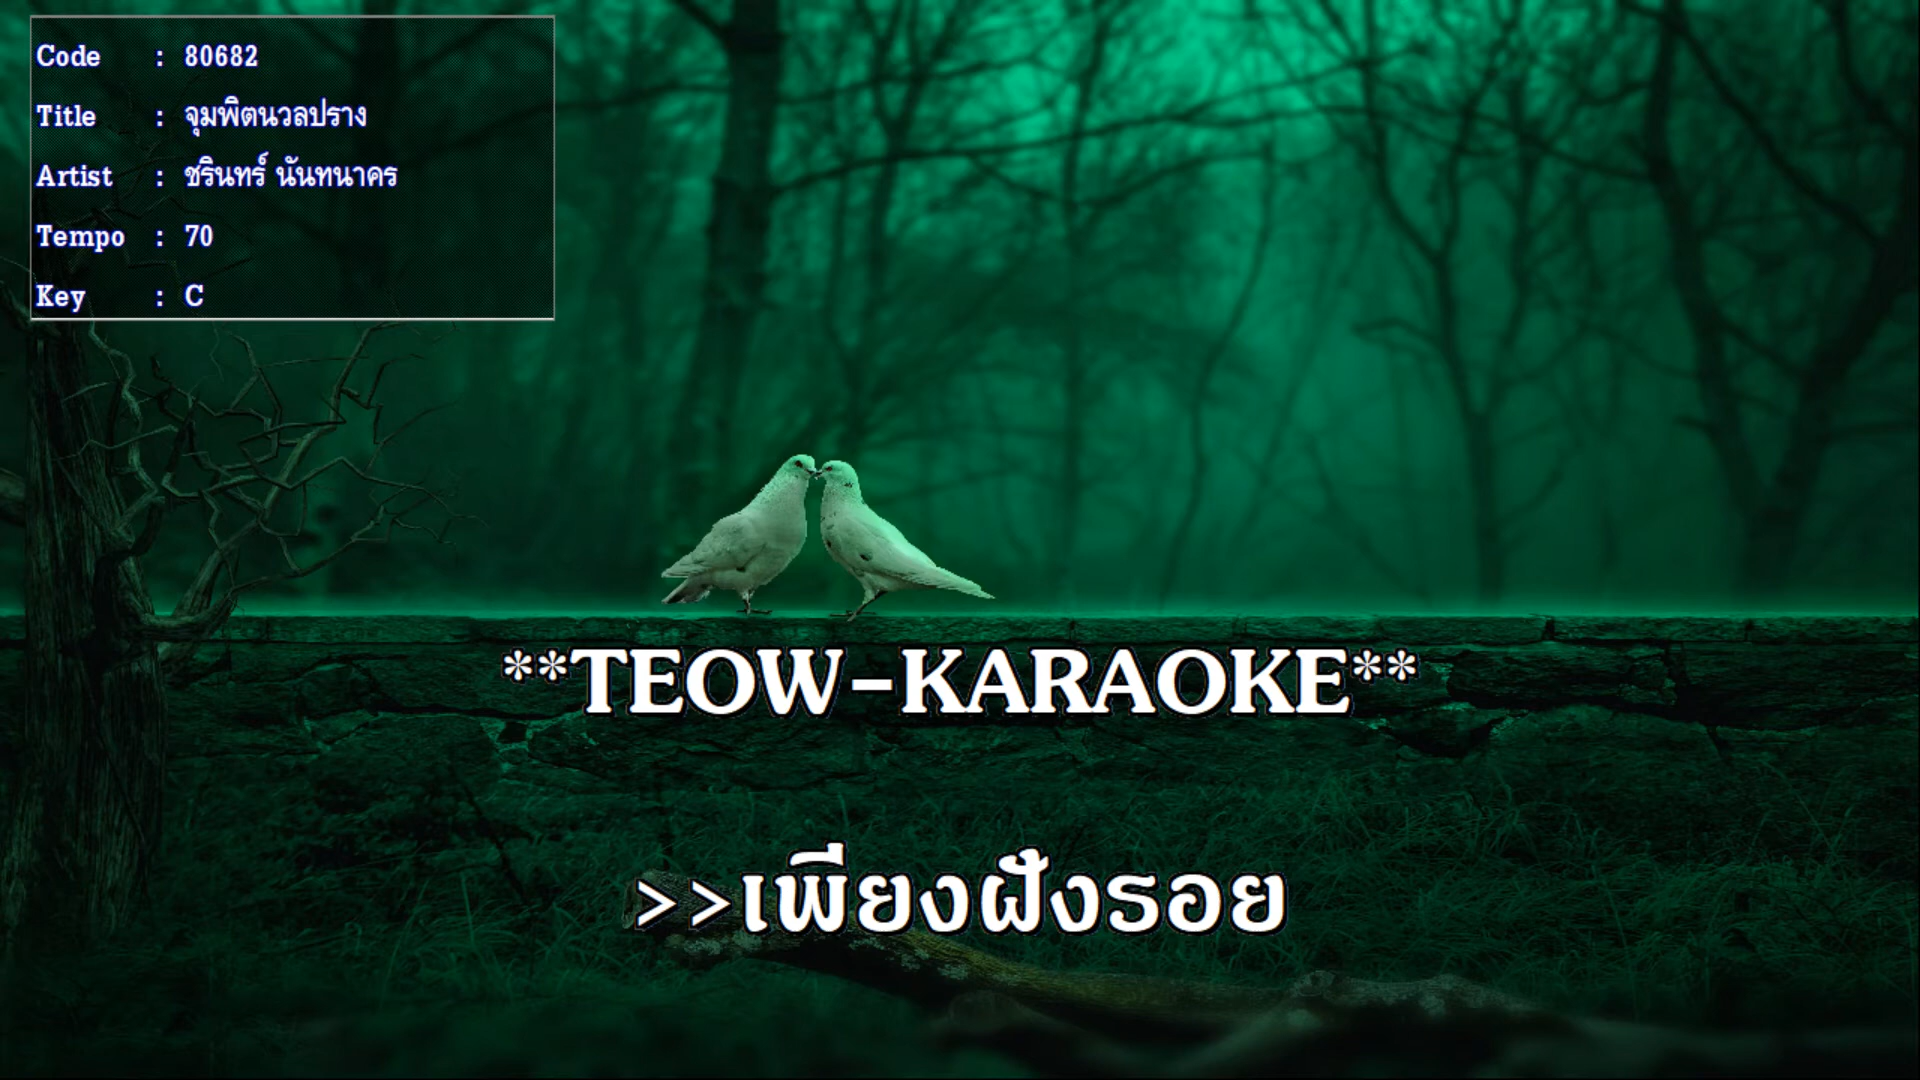 Code : 80682
Title : จุมพิตนวลปราง
Artist : ชรินทร์ นันทนาคร
Tempo : 70
Key : C
**TEOW-KARAOKE**
>>เพียงฝังรอย